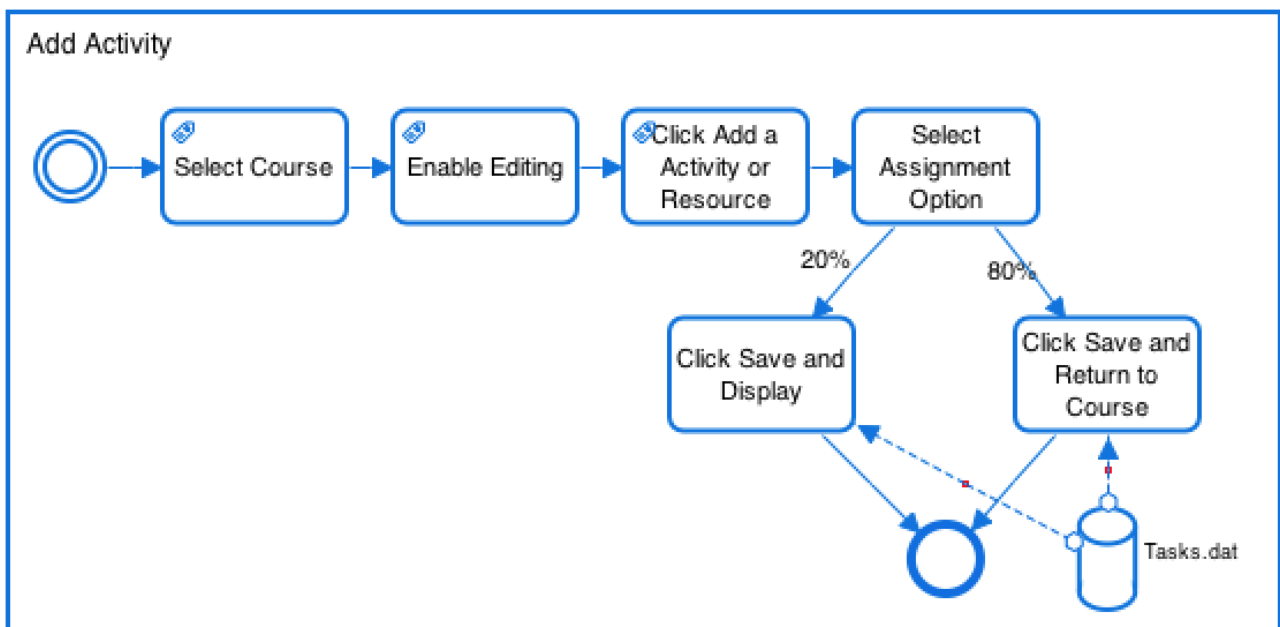 Add Activity
Select Course
Enable Editing
Click Add a
Activity or
Resource
Select
Assignment
Option
20%
80%
Click Save and
Display
Click Save and
Return to
Course
Tasks.dat